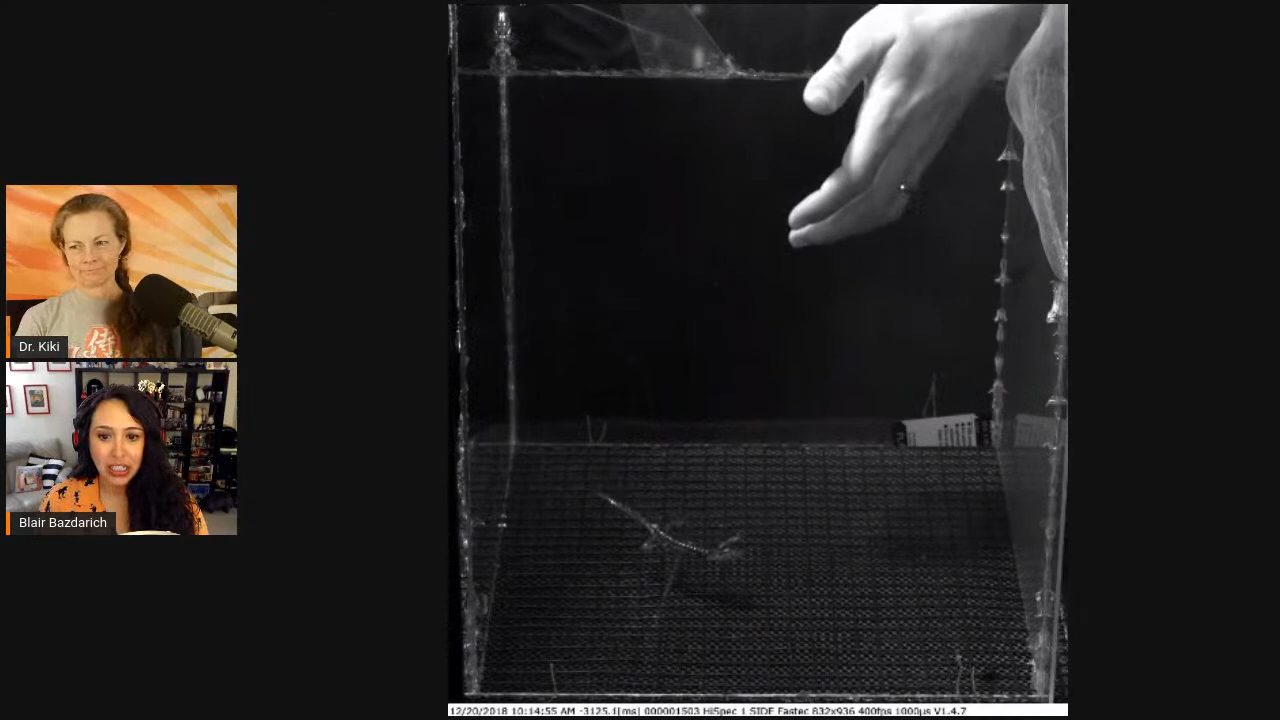 Dr. Kiki
Blair Bazdarich
侍
12/20/2018 10:14:55 AM -3125.1[ms] 000001503 HiSpec 1 SIDE Fastec 832x936 400fps 1000µs V1.4.7